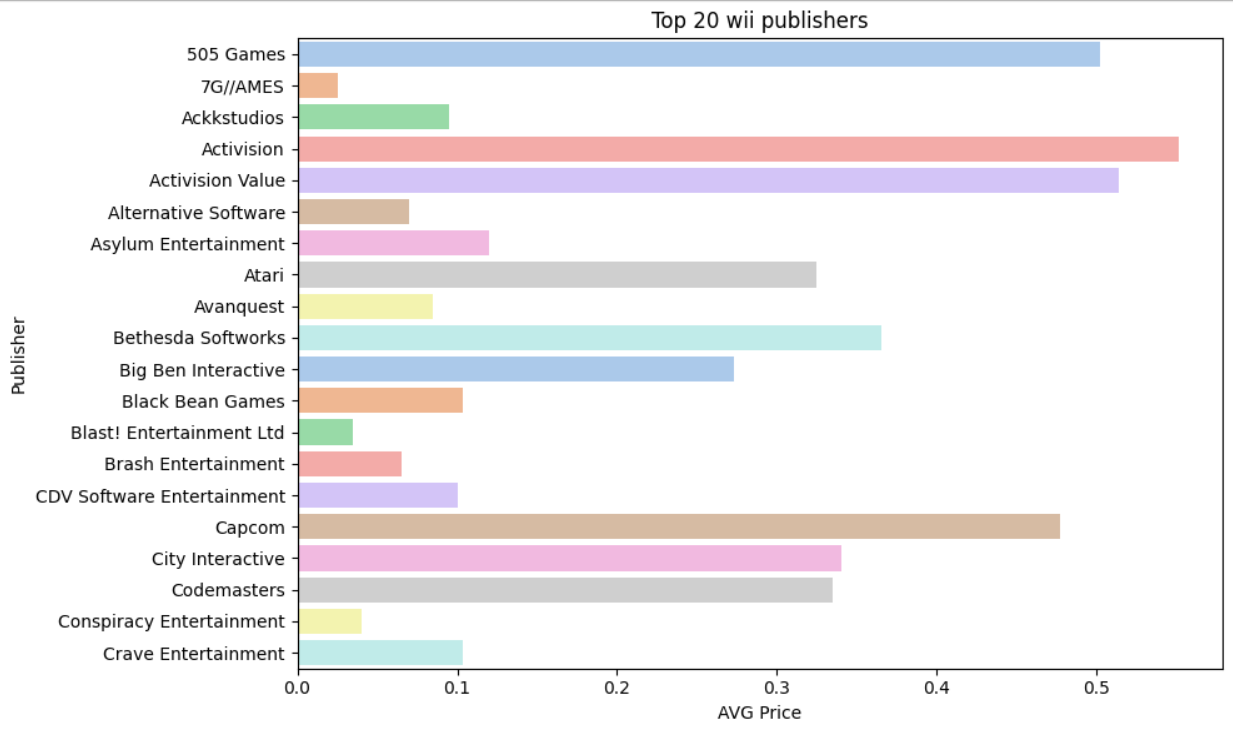 Top 20 wii publishers
505 Games
7G//AMES
Ackkstudios
Activision
Activision Value
Alternative Software
Asylum Entertainment
Atari
Avanquest
Bethesda Softworks
Big Ben Interactive
Black Bean Games
Blast! Entertainment Ltd
Brash Entertainment
CDV Software Entertainment
Capcom
City Interactive
Codemasters
Conspiracy Entertainment
Crave Entertainment
Publisher
0.0 0.1 0.2 0.3 0.4 0.5
AVG Price